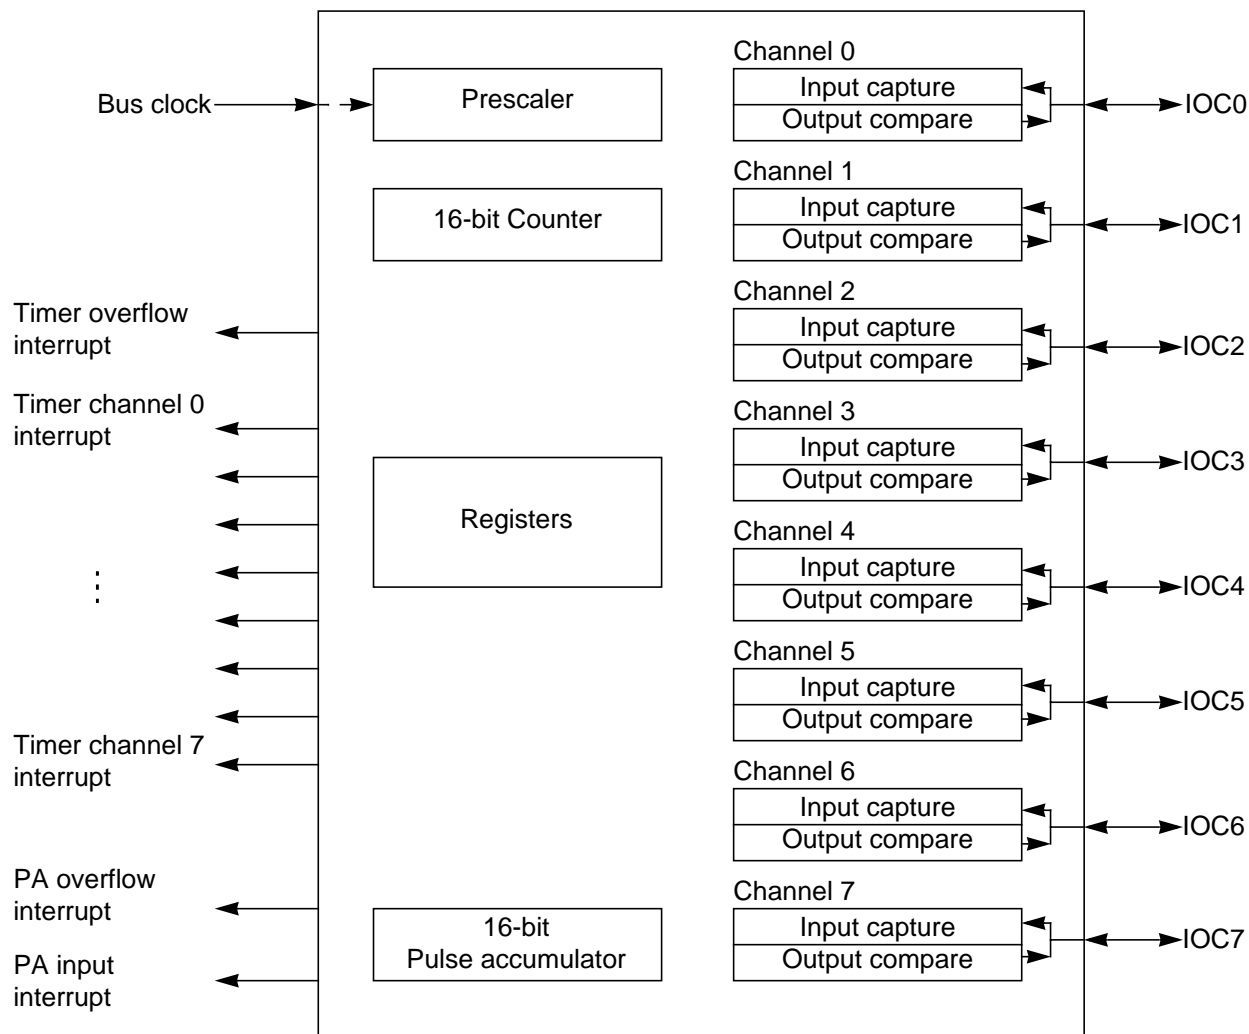 Channel 0
Bus clock
Prescaler
Input capture
Output compare
IOC0
Channel 1
16-bit Counter
Input capture
Output compare
IOC1
Channel 2
Timer overflow
interrupt
Input capture
Output compare
IOC2
Timer channel 0
interrupt
Channel 3
Input capture
Output compare
IOC3
Registers
Channel 4
Input capture
Output compare
IOC4
Channel 5
Input capture
Output compare
IOC5
Timer channel 7
interrupt
Channel 6
Input capture
Output compare
IOC6
PA overflow
interrupt
Channel 7
16-bit
Pulse accumulator
Input capture
Output compare
IOC7
PA input
interrupt